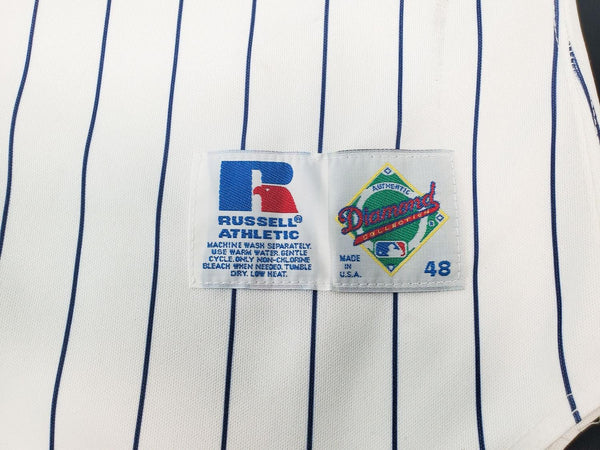 RUSSELL®
ATHLETIC
MACHINE WASH SEPARATELY.
USE WARM WATER. GENTLE
CYCLE. ONLY NON-CHLORINE
BLEACH WHEN NEEDED. TUMBLE
DRY. LOW HEAT.
AUTHENTIC
Diamond
COLLECTION
MADE
IN
U.S.A.
48